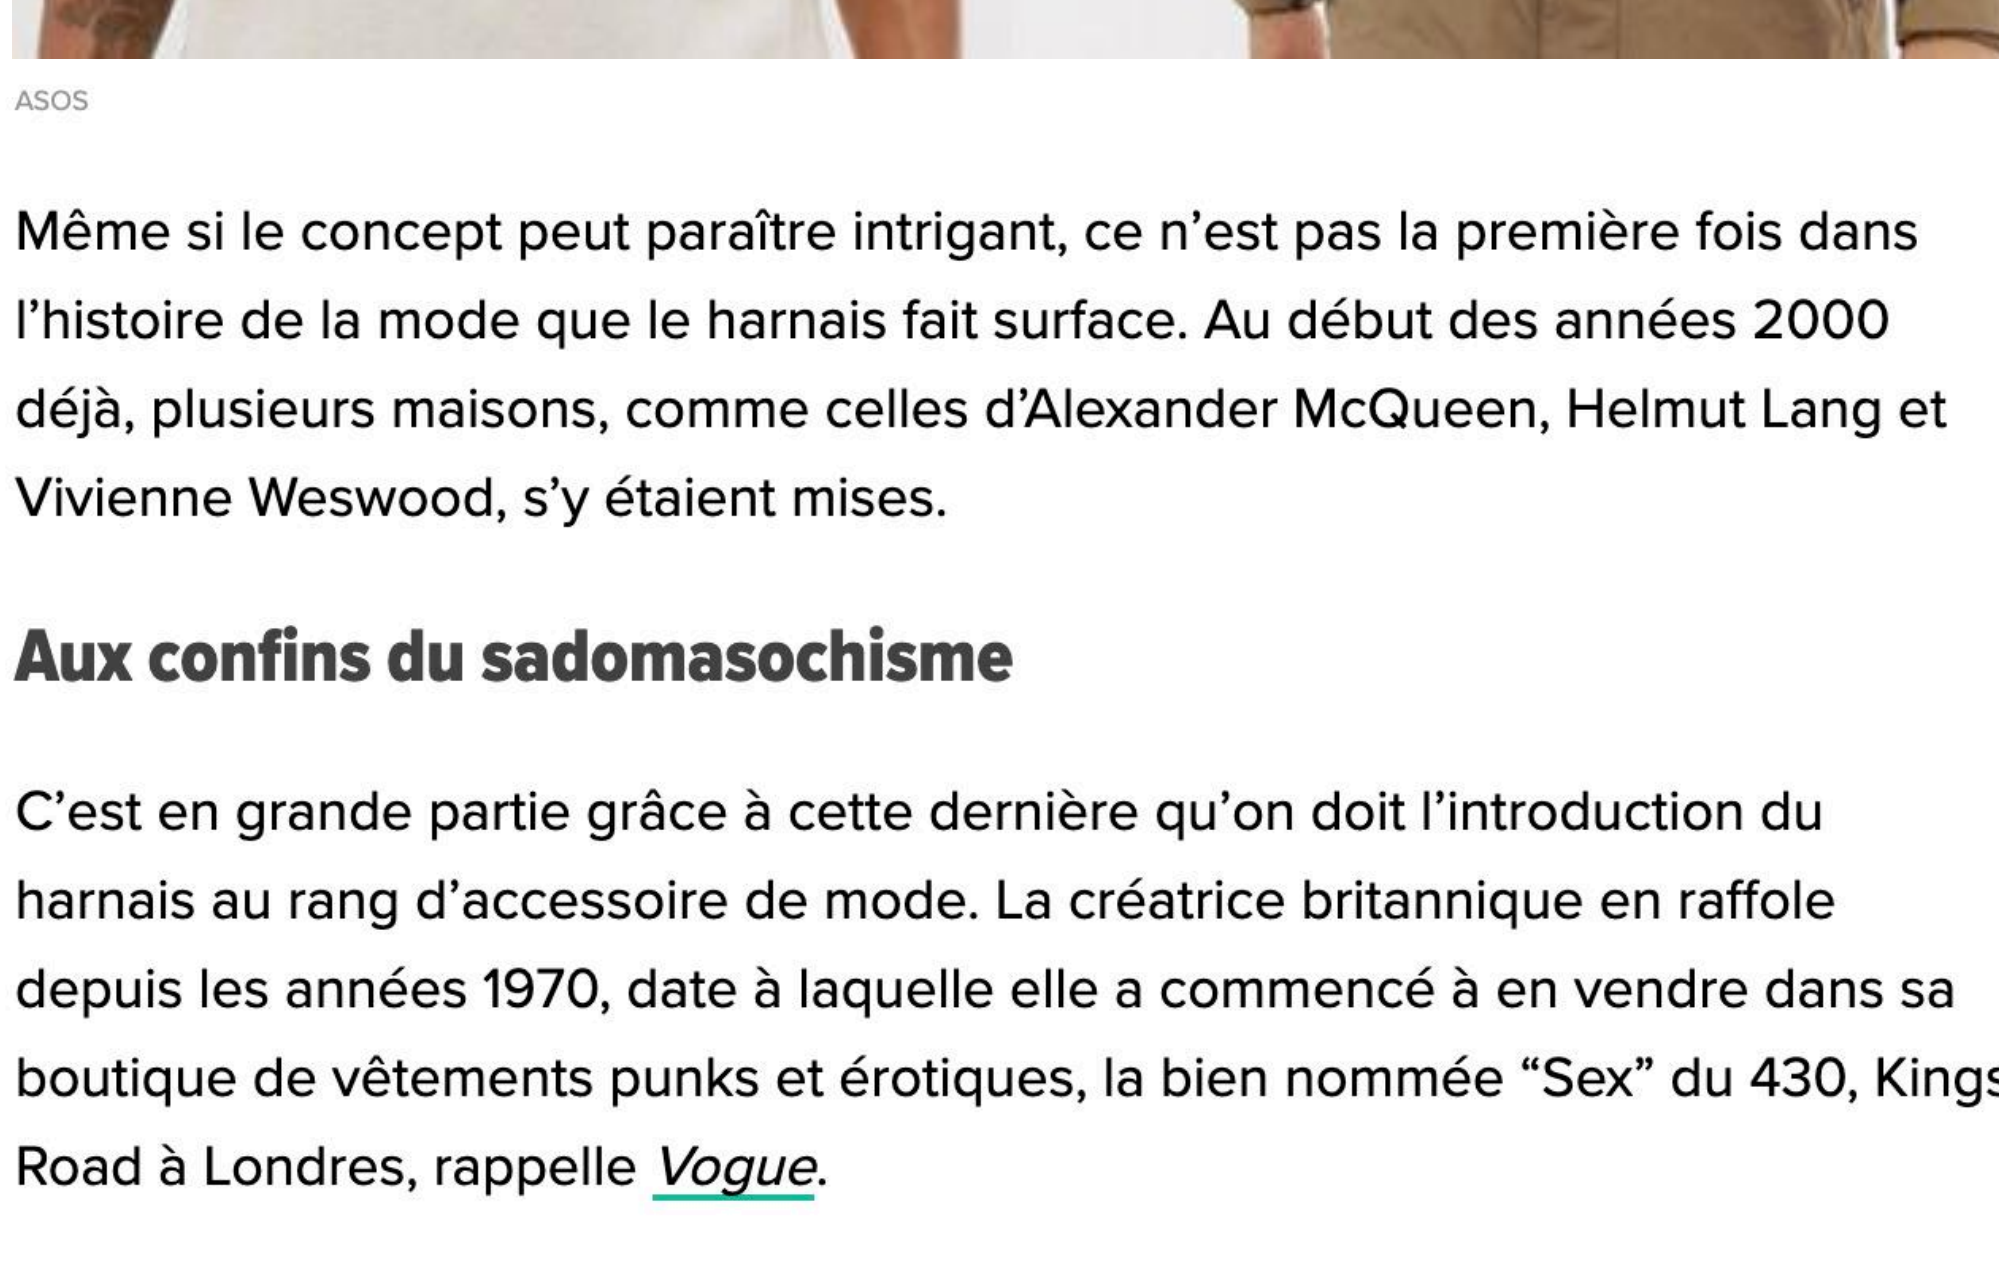 ASOS
Même si le concept peut paraître intrigant, ce n’est pas la première fois dans
l’histoire de la mode que le harnais fait surface. Au début des années 2000
déjà, plusieurs maisons, comme celles d’Alexander McQueen, Helmut Lang et
Vivienne Weswood, s’y étaient mises.
Aux confins du sadomasochisme
C’est en grande partie grâce à cette dernière qu’on doit l’introduction du
harnais au rang d’accessoire de mode. La créatrice britannique en raffole
depuis les années 1970, date à laquelle elle a commencé à en vendre dans sa
boutique de vêtements punks et érotiques, la bien nommée “Sex” du 430, Kings
Road à Londres, rappelle Vogue.